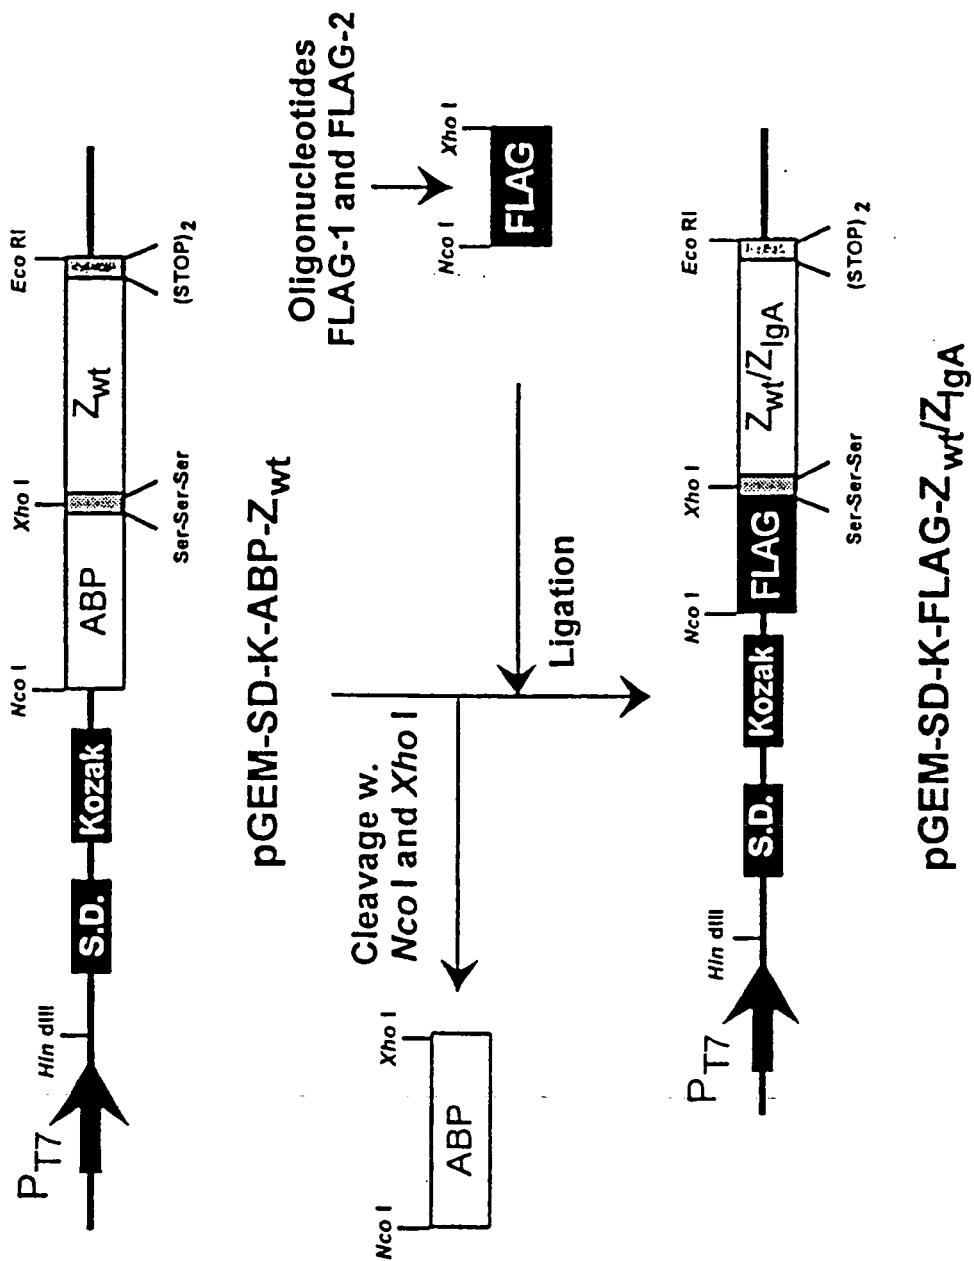 Nco I
Xho I
Eco RI
Hin dIII
PT7
S.D.
Kozak
ABP
Zwt
Ser-Ser-Ser
(STOP)2
pGEM-SD-K-ABP-Zwt
Oligonucleotides
FLAG-1 and FLAG-2
Cleavage w.
Nco I and Xho I
Nco I
Xho I
ABP
Nco I
Xho I
FLAG
Ligation
Nco I
Xho I
Eco RI
Hin dIII
PT7
S.D.
Kozak
FLAG
Zwt/ZIgA
Ser-Ser-Ser
(STOP)2
pGEM-SD-K-FLAG-Zwt/ZIgA